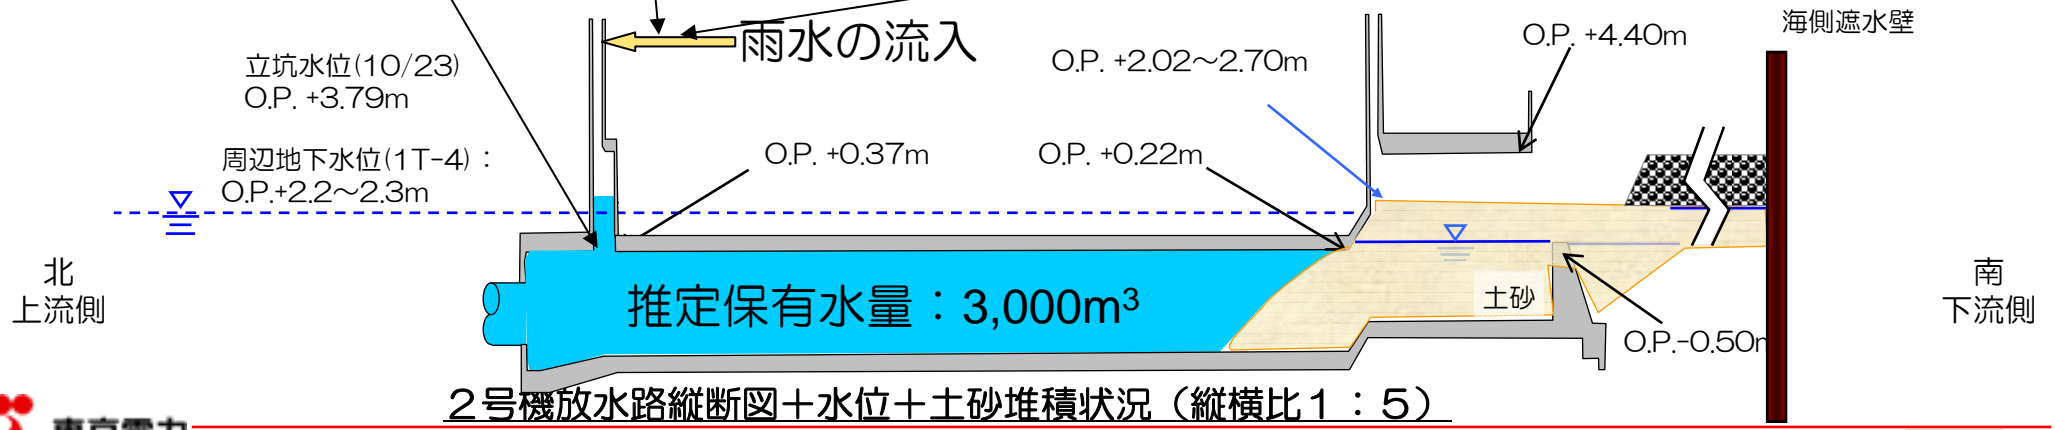 海側遮水壁
雨水の流入
O.P. +4.40m
立坑水位(10/23)
O.P. +3.79m
O.P. +2.02～2.70m
周辺地下水位(1T-4)：
O.P.+2.2～2.3m
O.P. +0.37m
O.P. +0.22m
北
上流側
推定保有水量：3,000m³
土砂
南
下流側
O.P.-0.50m
２号機放水路縦断図＋水位＋土砂堆積状況（縦横比１：５）
東京電力